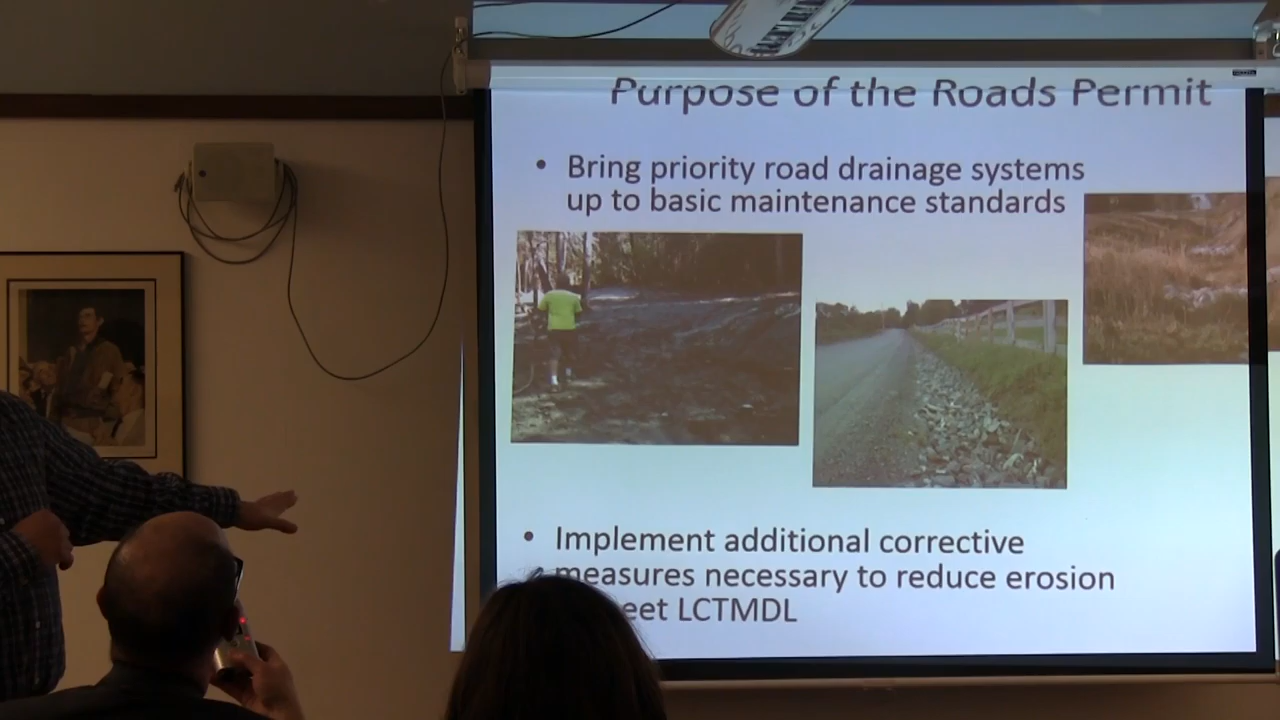 Purpose of the Roads Permit
• Bring priority road drainage systems
up to basic maintenance standards
• Implement additional corrective
measures necessary to reduce erosion
LCTMDL